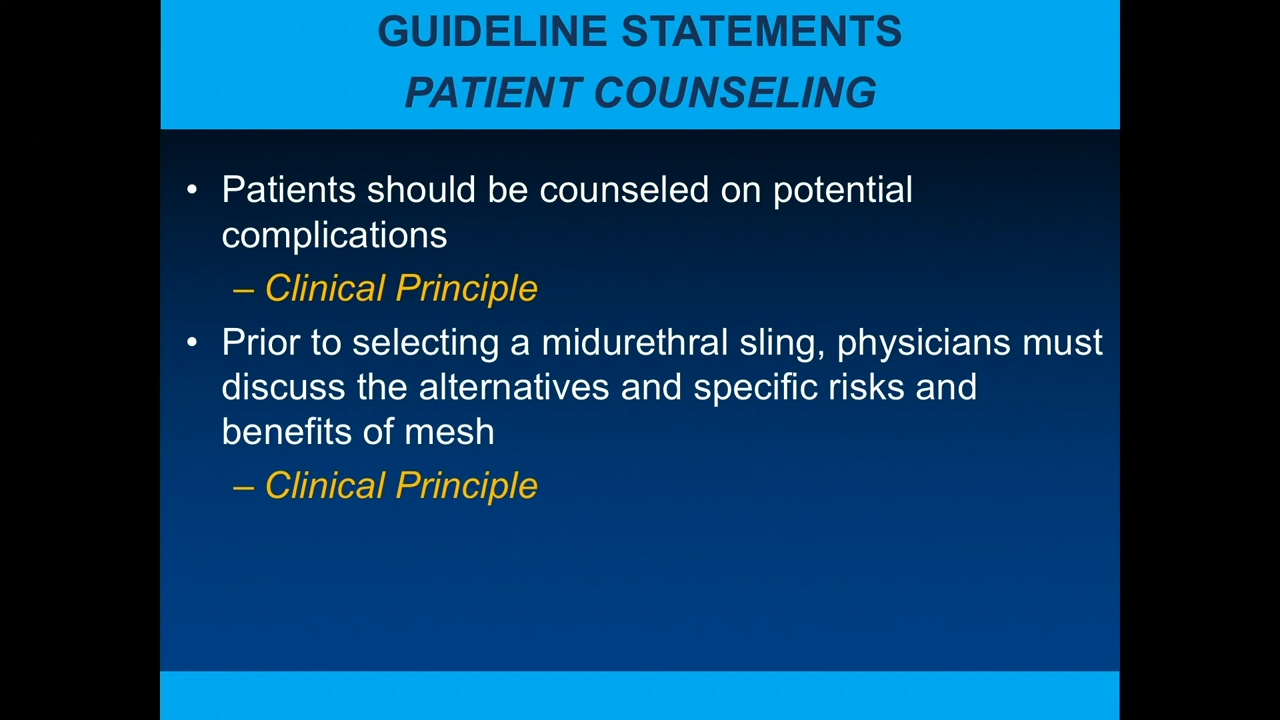 GUIDELINE STATEMENTS
PATIENT COUNSELING
• Patients should be counseled on potential
complications
– Clinical Principle
• Prior to selecting a midurethral sling, physicians must
discuss the alternatives and specific risks and
benefits of mesh
– Clinical Principle